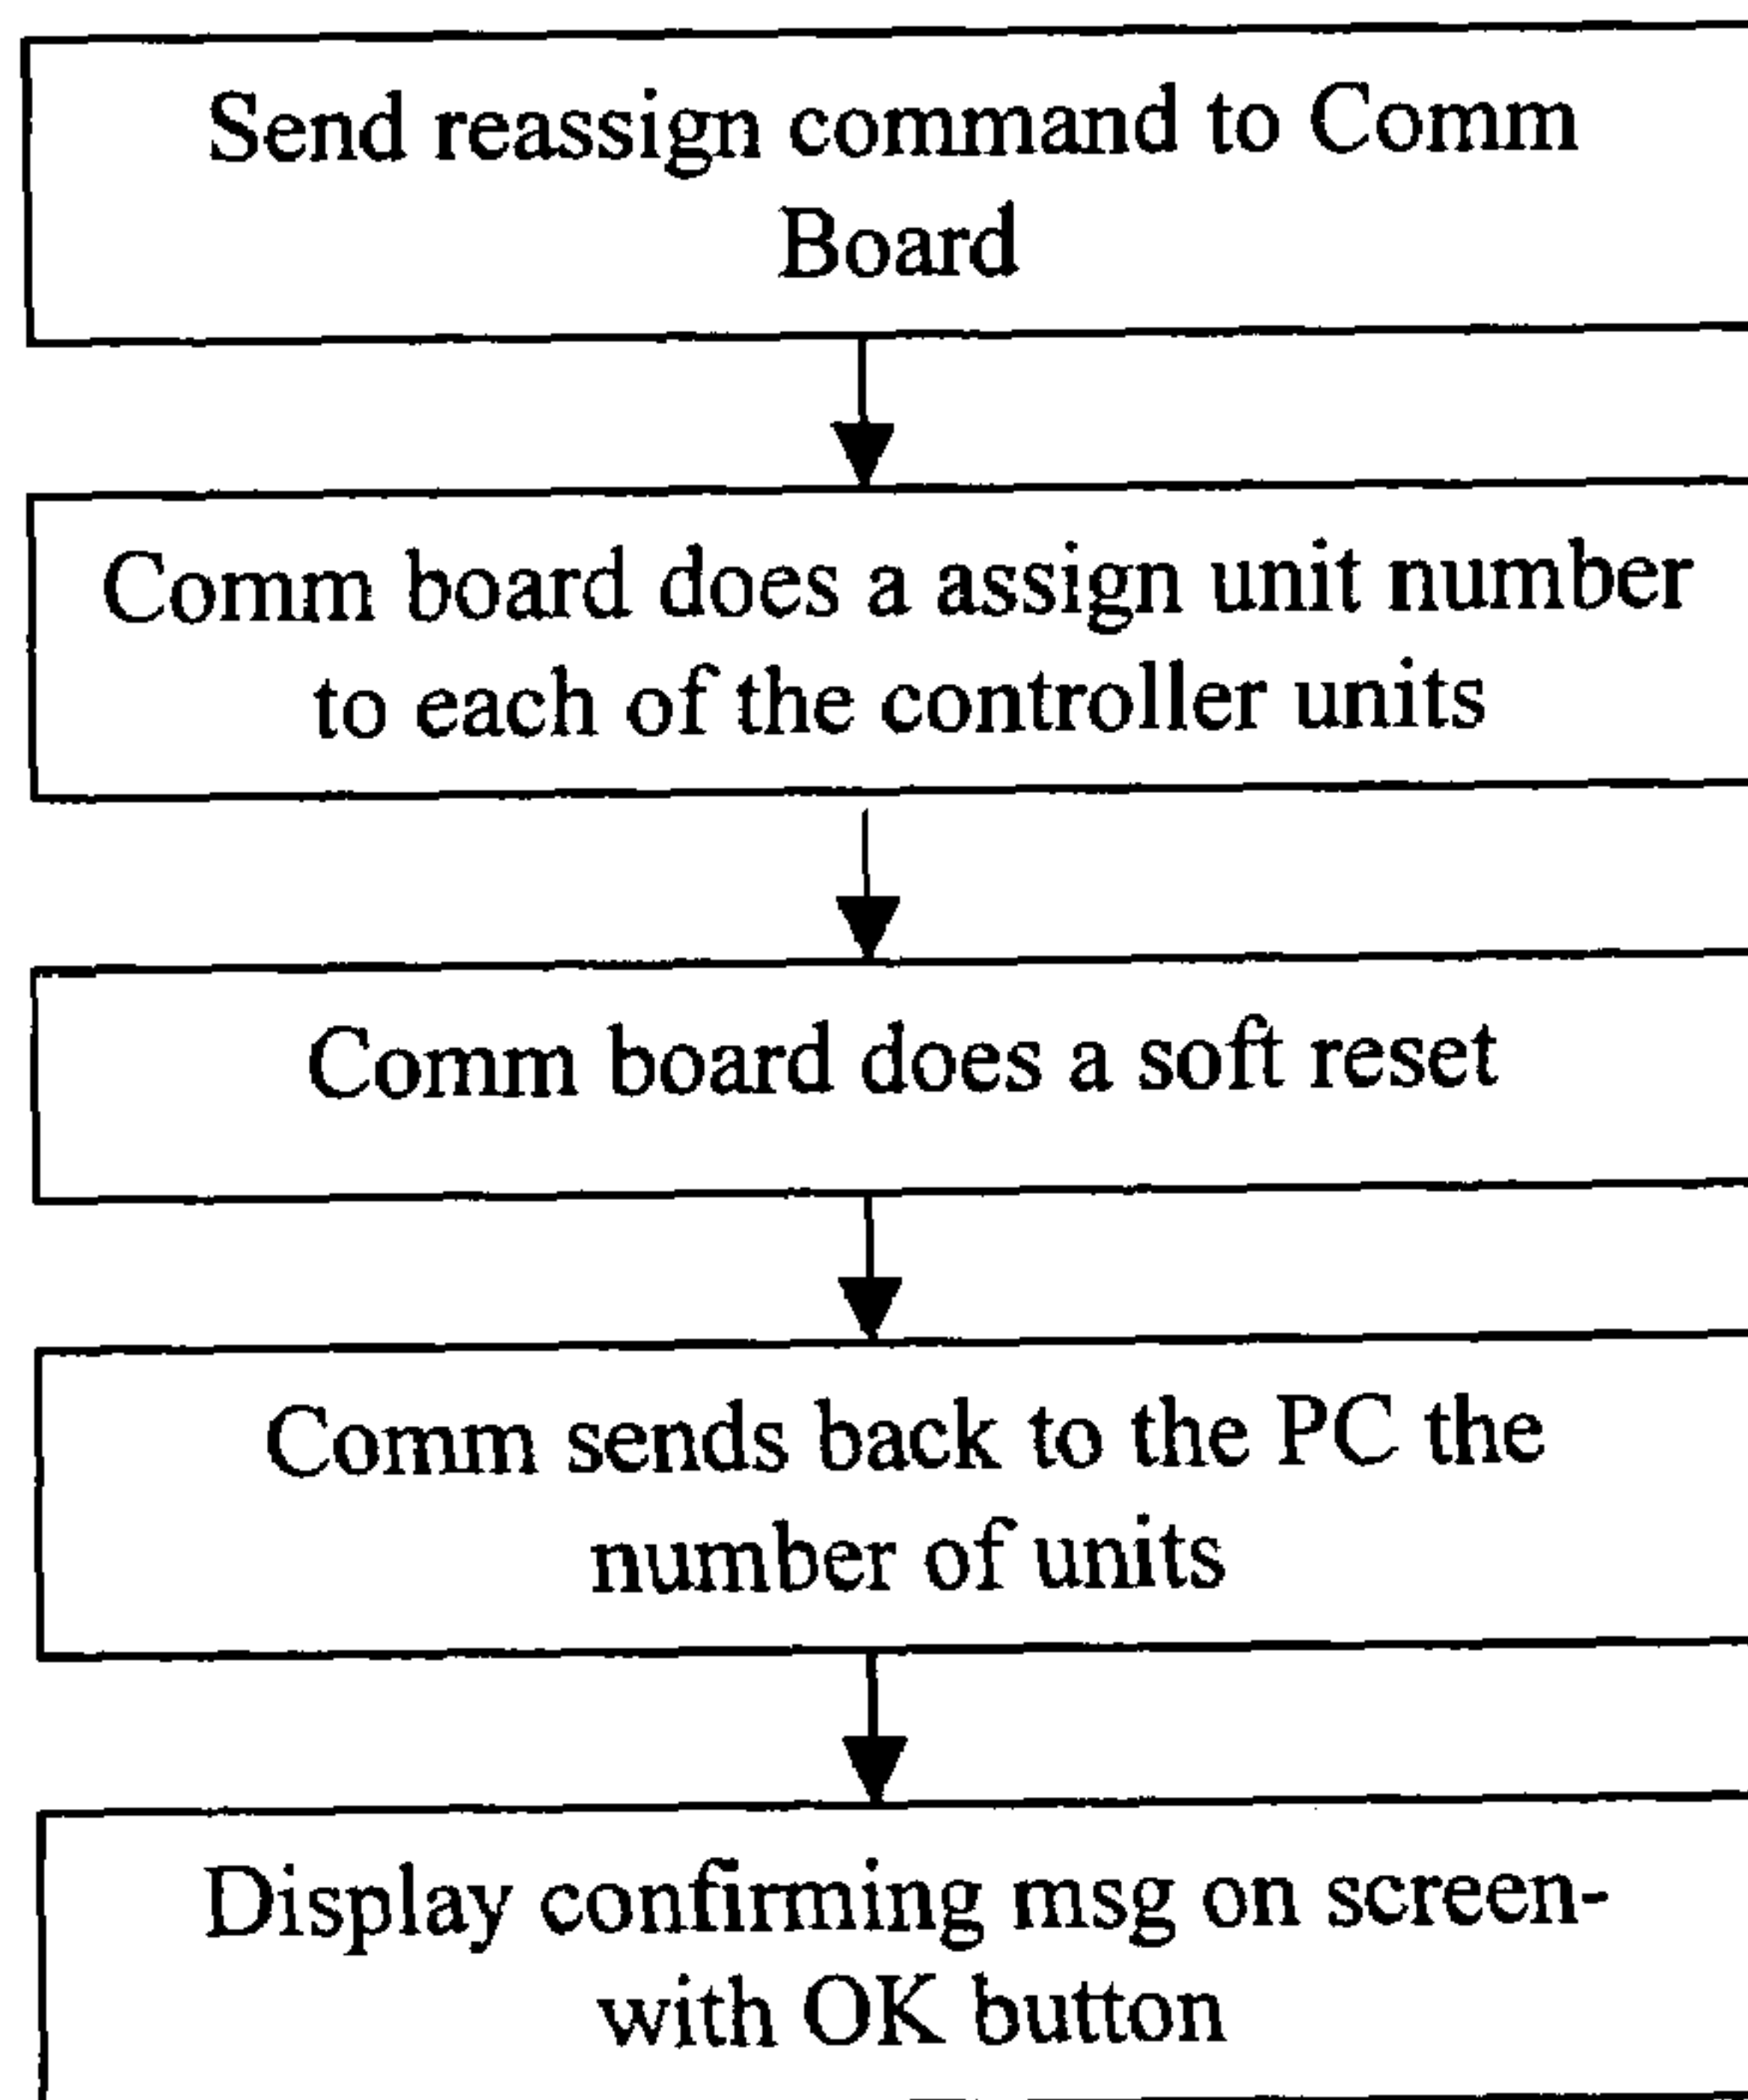 Send reassign command to Comm
Board
Comm board does a assign unit number
to each of the controller units
Comm board does a soft reset
Comm sends back to the PC the
number of units
Display confirming msg on screen-
with OK button